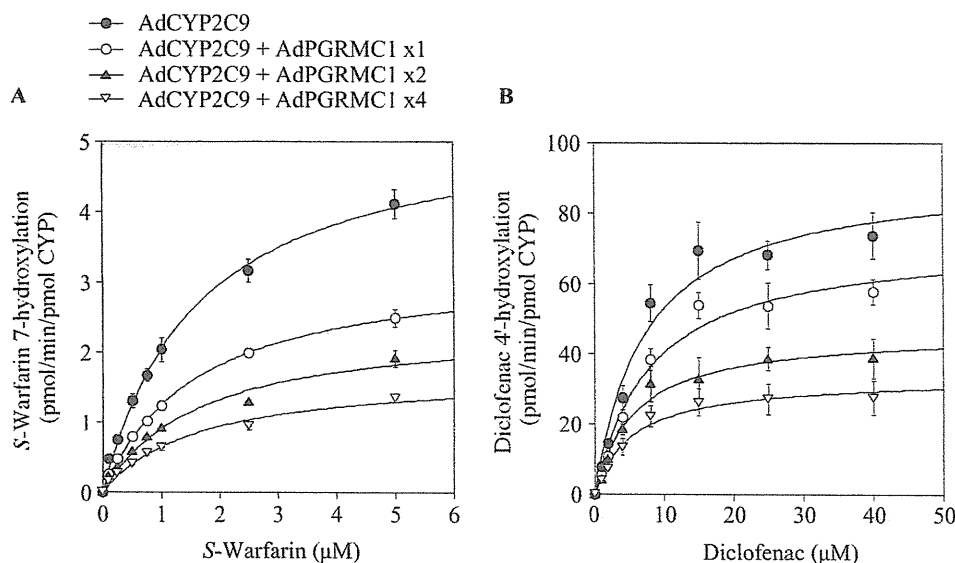 AdCYP2C9
AdCYP2C9 + AdPGRMC1 x1
AdCYP2C9 + AdPGRMC1 x2
AdCYP2C9 + AdPGRMC1 x4
A
S-Warfarin 7-hydroxylation
(pmol/min/pmol CYP)
5
4
3
2
1
0
0 1 2 3 4 5 6
S-Warfarin (μM)
B
Diclofenac 4'-hydroxylation
(pmol/min/pmol CYP)
100
80
60
40
20
0
0 10 20 30 40 50
Diclofenac (μM)